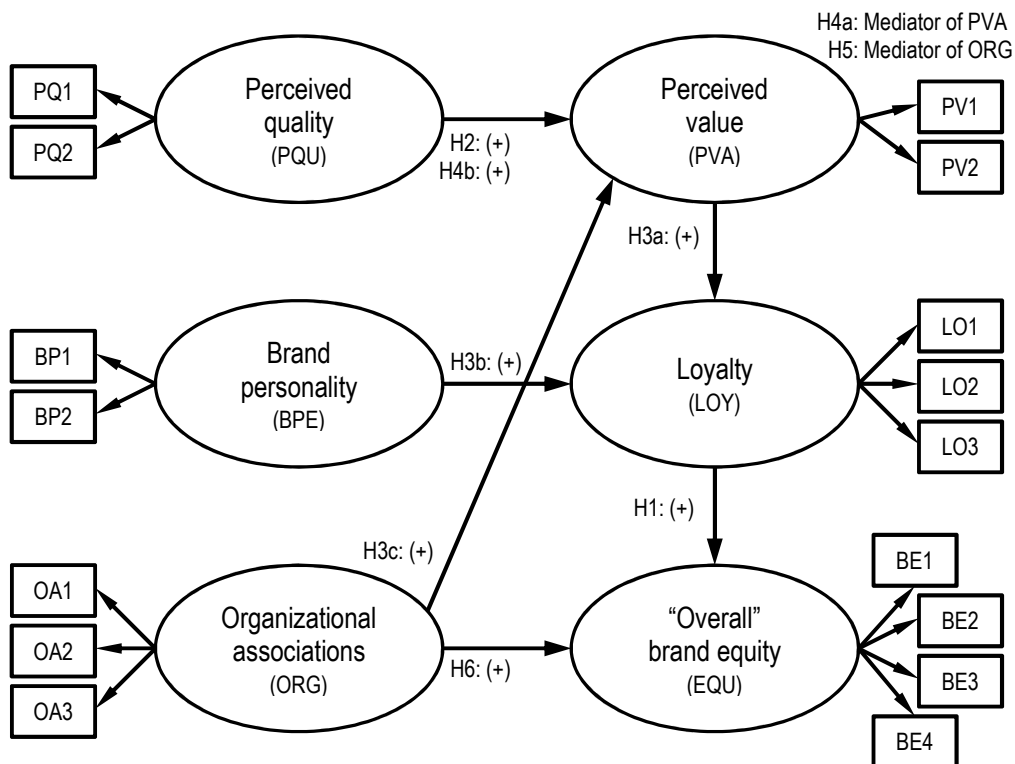 H4a: Mediator of PVA
H5: Mediator of ORG
PQ1
PQ2
Perceived
quality
(PQU)
H2: (+)
H4b: (+)
Perceived
value
(PVA)
PV1
PV2
H3a: (+)
BP1
BP2
Brand
personality
(BPE)
H3b: (+)
Loyalty
(LOY)
LO1
LO2
LO3
H1: (+)
H3c: (+)
OA1
OA2
OA3
Organizational
associations
(ORG)
H6: (+)
“Overall”
brand equity
(EQU)
BE1
BE2
BE3
BE4